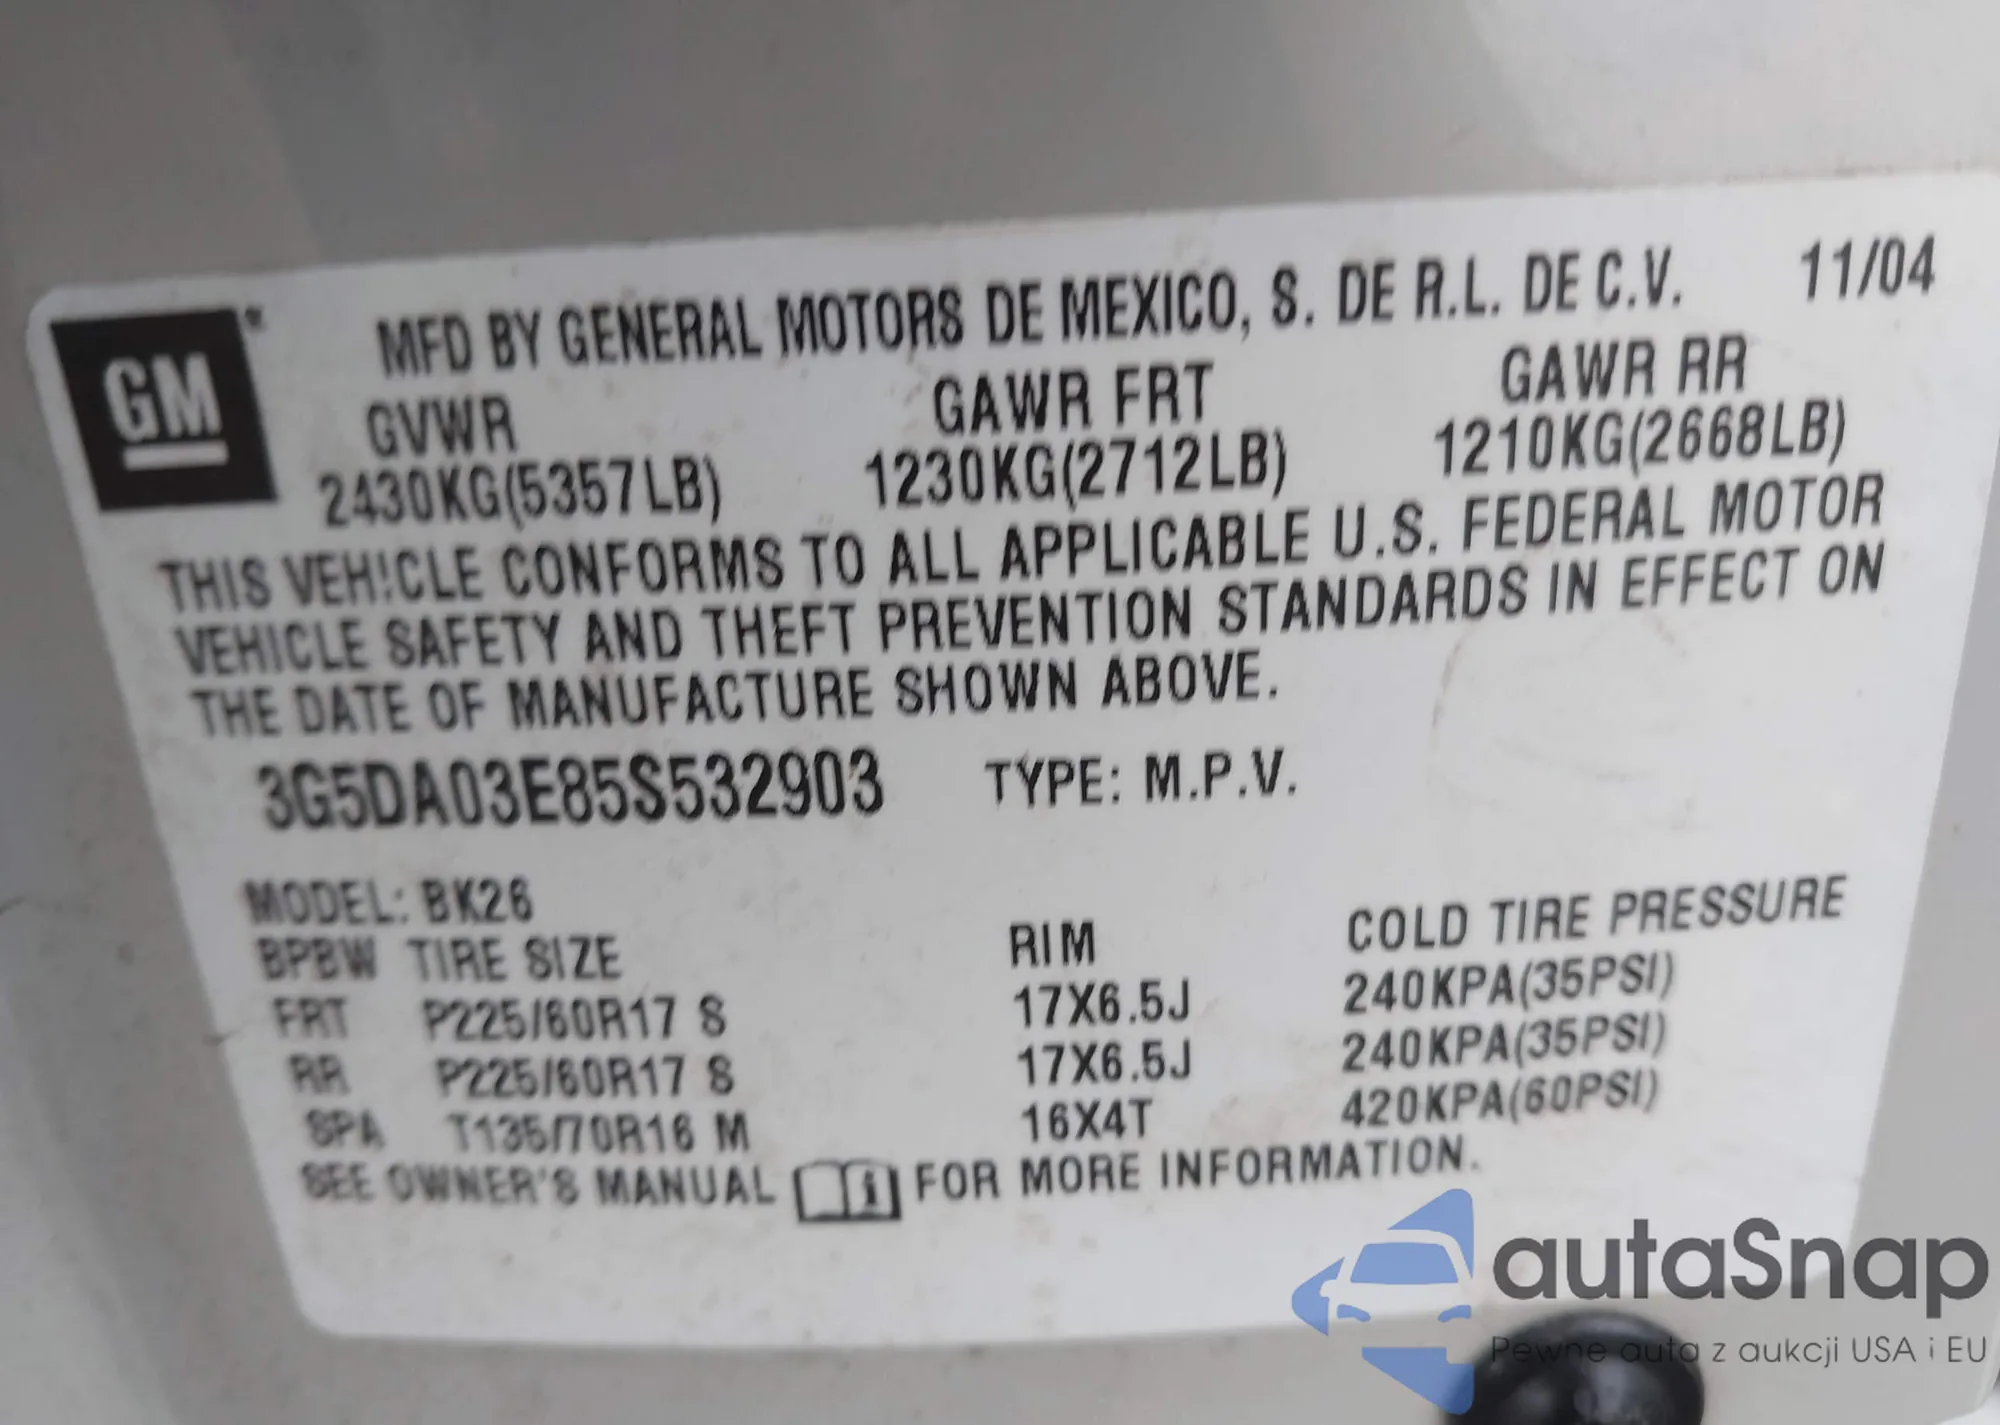 MFD BY GENERAL MOTORS DE MEXICO, S. DE R.L. DE C.V. 11/04
GM
GVWR GAWR FRT GAWR RR
2430KG(5357LB) 1230KG(2712LB) 1210KG(2668LB)
THIS VEHICLE CONFORMS TO ALL APPLICABLE U.S. FEDERAL MOTOR
VEHICLE SAFETY AND THEFT PREVENTION STANDARDS IN EFFECT ON
THE DATE OF MANUFACTURE SHOWN ABOVE.
3G5DA03E85S532903 TYPE: M.P.V.
MODEL: BK26
BPBW TIRE SIZE RIM COLD TIRE PRESSURE
FRT P225/60R17 S 17X6.5J 240KPA(35PSI)
RR P225/60R17 S 17X6.5J 240KPA(35PSI)
SPA T135/70R16 M 16X4T 420KPA(60PSI)
SEE OWNER'S MANUAL FOR MORE INFORMATION.
autaSnap
Pewne auta z aukcji USA i EU